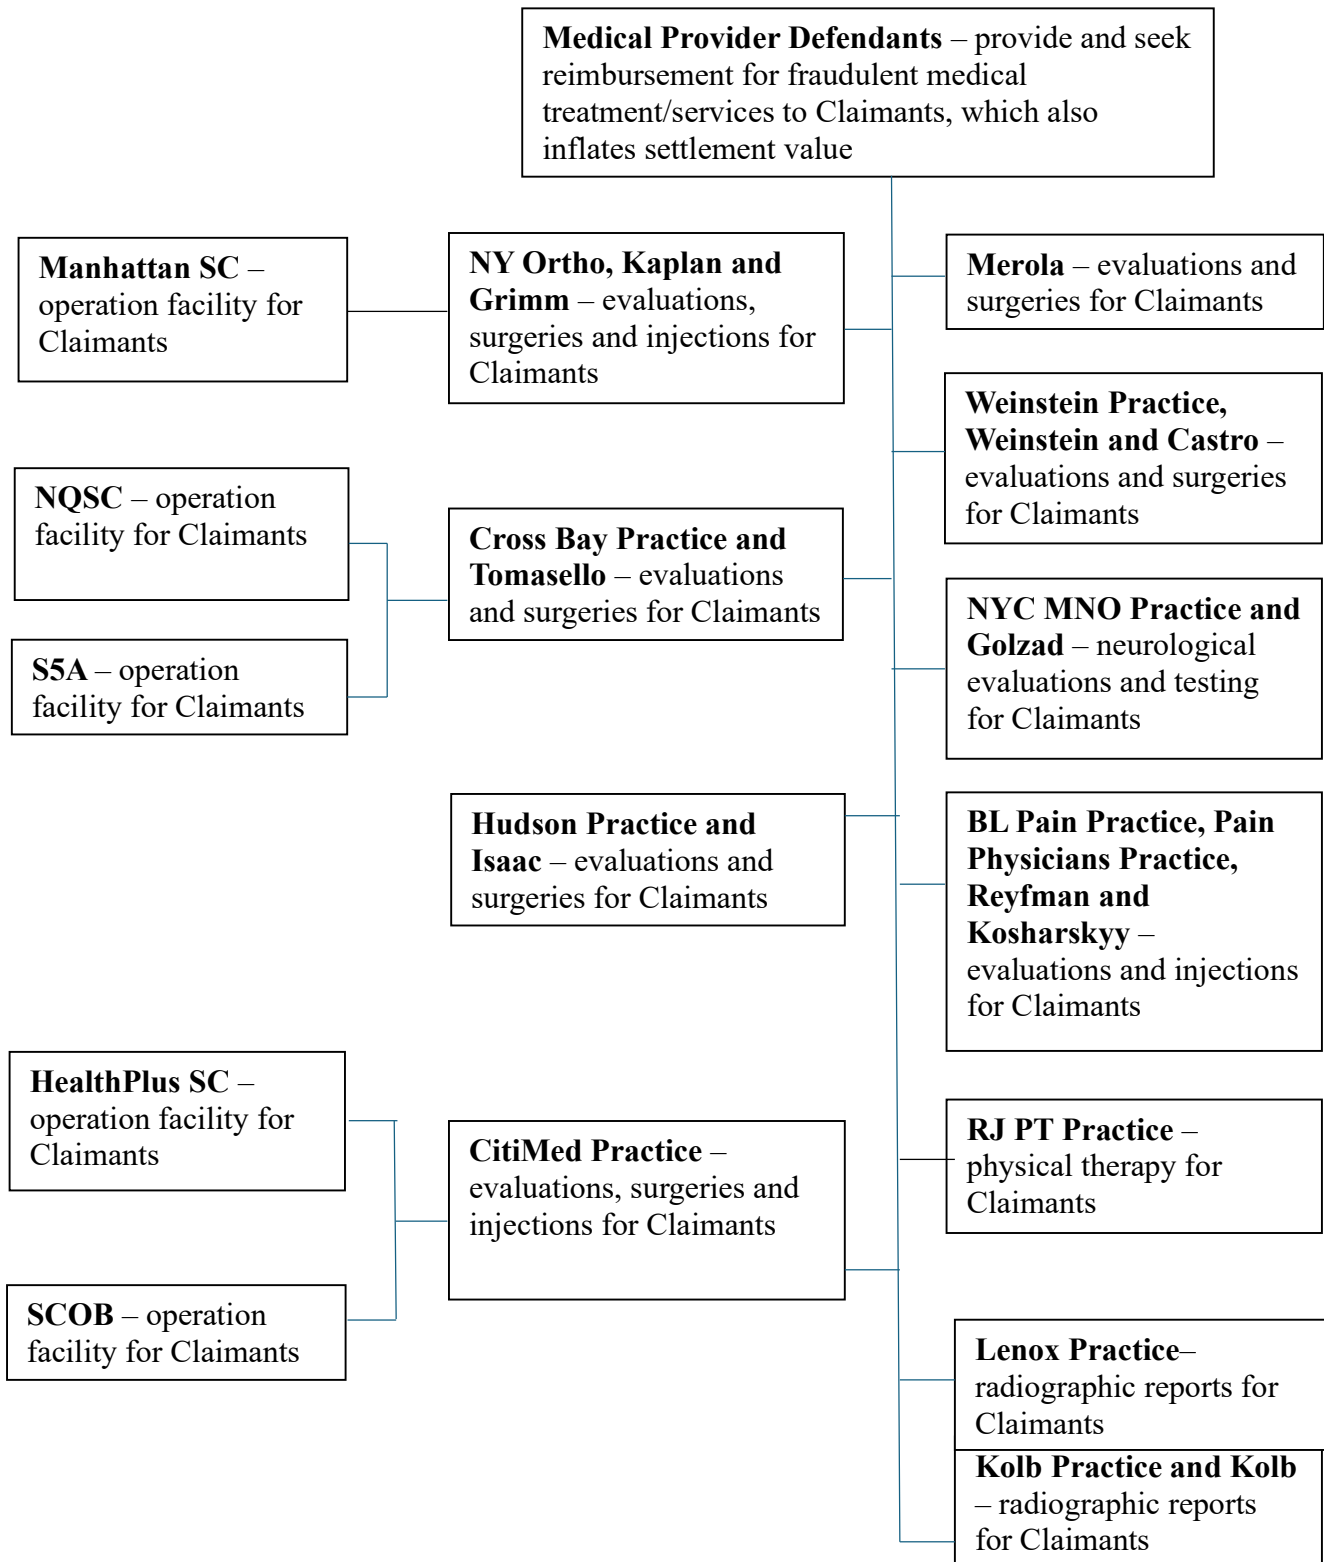 Medical Provider Defendants – provide and seek
reimbursement for fraudulent medical
treatment/services to Claimants, which also
inflates settlement value
Manhattan SC –
operation facility for
Claimants
NY Ortho, Kaplan and
Grimm – evaluations,
surgeries and injections for
Claimants
Merola – evaluations and
surgeries for Claimants
Weinstein Practice,
Weinstein and Castro –
evaluations and surgeries
for Claimants
NQSC – operation
facility for Claimants
Cross Bay Practice and
Tomasello – evaluations
and surgeries for Claimants
S5A – operation
facility for Claimants
NYC MNO Practice and
Golzad – neurological
evaluations and testing
for Claimants
Hudson Practice and
Isaac – evaluations and
surgeries for Claimants
BL Pain Practice, Pain
Physicians Practice,
Reyfman and
Kosharskyy –
evaluations and injections
for Claimants
HealthPlus SC –
operation facility for
Claimants
CitiMed Practice –
evaluations, surgeries and
injections for Claimants
RJ PT Practice –
physical therapy for
Claimants
SCOB – operation
facility for Claimants
Lenox Practice–
radiographic reports for
Claimants
Kolb Practice and Kolb
– radiographic reports
for Claimants